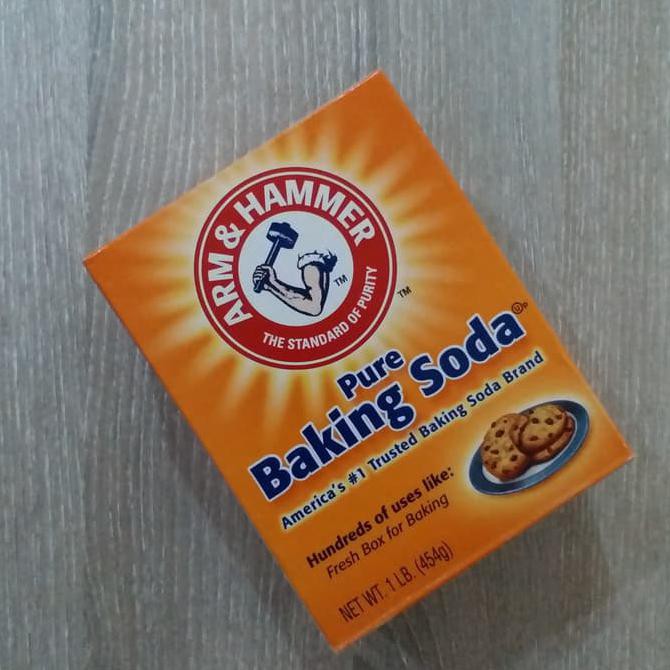 ARM & HAMMER
TM
THE STANDARD OF PURITY
TM
Pure
Baking Soda
America's #1 Trusted Baking Soda Brand
Hundreds of uses like:
Fresh Box for Baking
NET WT. 1 LB. (454g)